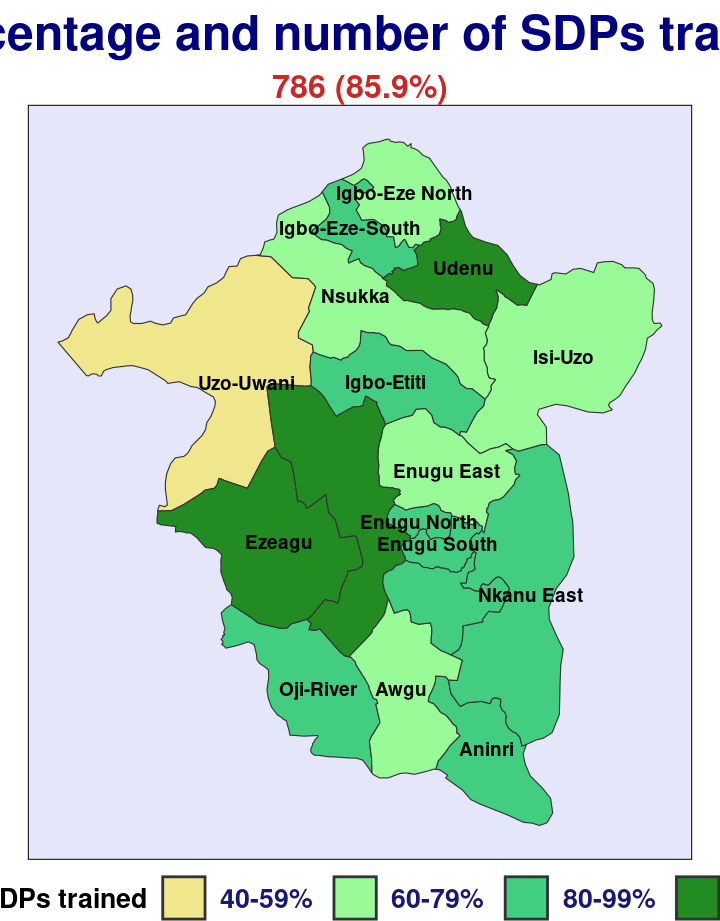 centage and number of SDPs tra
786 (85.9%)
Igbo-Eze North
Igbo-Eze-South
Udenu
Nsukka
Isi-Uzo
Uzo-Uwani
Igbo-Etiti
Enugu East
Enugu North
Ezeagu
Enugu South
Nkanu East
Oji-River
Awgu
Aninri
DPs trained 40-59% 60-79% 80-99%